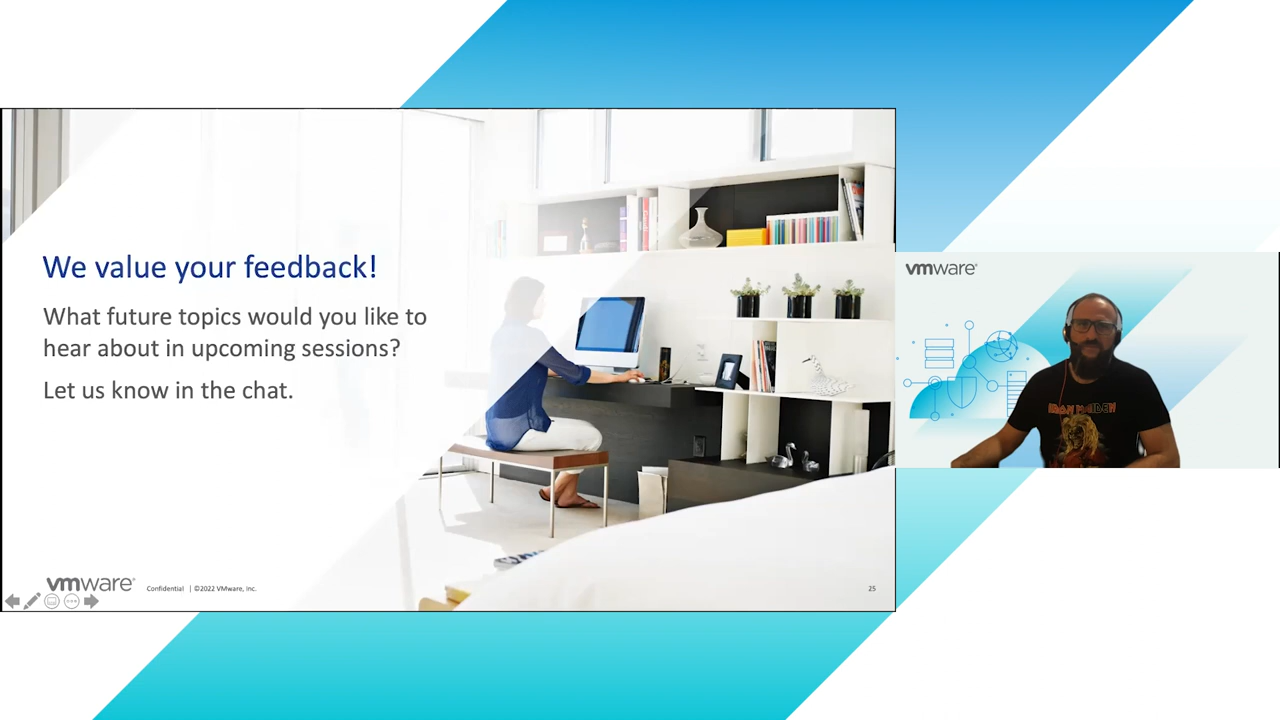 We value your feedback!
What future topics would you like to
hear about in upcoming sessions?
Let us know in the chat.
vmware®
Confidential | ©2022 VMware, Inc.
25
vmware®
IRON MAIDEN